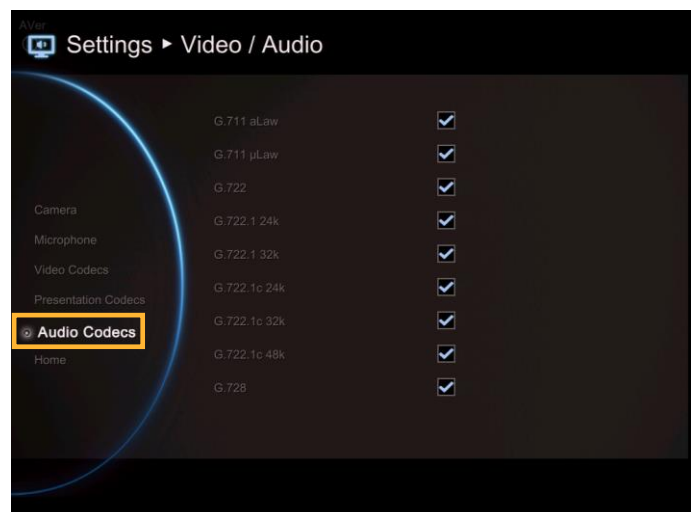 AVer
Settings ▸ Video / Audio
Camera
Microphone
Video Codecs
Presentation Codecs
Audio Codecs
Home
G.711 aLaw
G.711 µLaw
G.722
G.722.1 24k
G.722.1 32k
G.722.1c 24k
G.722.1c 32k
G.722.1c 48k
G.728